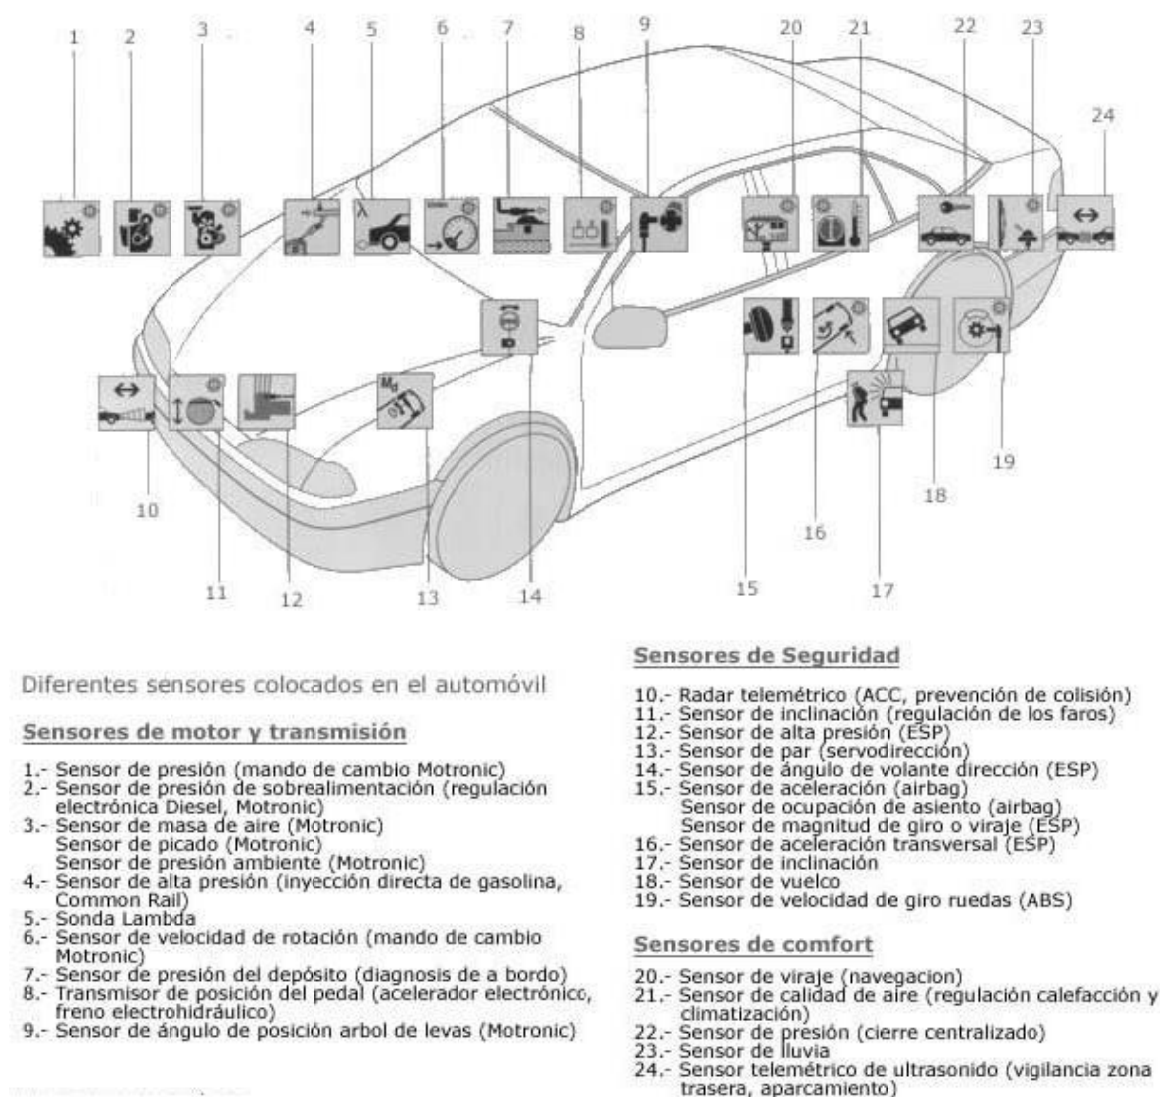 1 2 3 4 5 6 7 8 9 20 21 22 23
24
λ
Md
10 11 12 13 14 15 16 17 18 19
Diferentes sensores colocados en el automóvil
Sensores de motor y transmisión
1.- Sensor de presión (mando de cambio Motronic)
2.- Sensor de presión de sobrealimentación (regulación
electrónica Diesel, Motronic)
3.- Sensor de masa de aire (Motronic)
Sensor de picado (Motronic)
Sensor de presión ambiente (Motronic)
4.- Sensor de alta presión (inyección directa de gasolina,
Common Rail)
5.- Sonda Lambda
6.- Sensor de velocidad de rotación (mando de cambio
Motronic)
7.- Sensor de presión del depósito (diagnosis de a bordo)
8.- Transmisor de posición del pedal (acelerador electrónico,
freno electrohidráulico)
9.- Sensor de ángulo de posición arbol de levas (Motronic)
Sensores de Seguridad
10.- Radar telemétrico (ACC, prevención de colisión)
11.- Sensor de inclinación (regulación de los faros)
12.- Sensor de alta presión (ESP)
13.- Sensor de par (servodirección)
14.- Sensor de ángulo de volante dirección (ESP)
15.- Sensor de aceleración (airbag)
Sensor de ocupación de asiento (airbag)
Sensor de magnitud de giro o viraje (ESP)
16.- Sensor de aceleración transversal (ESP)
17.- Sensor de inclinación
18.- Sensor de vuelco
19.- Sensor de velocidad de giro ruedas (ABS)
Sensores de comfort
20.- Sensor de viraje (navegacion)
21.- Sensor de calidad de aire (regulación calefacción y
climatización)
22.- Sensor de presión (cierre centralizado)
23.- Sensor de lluvia
24.- Sensor telemétrico de ultrasonido (vigilancia zona
trasera, aparcamiento)